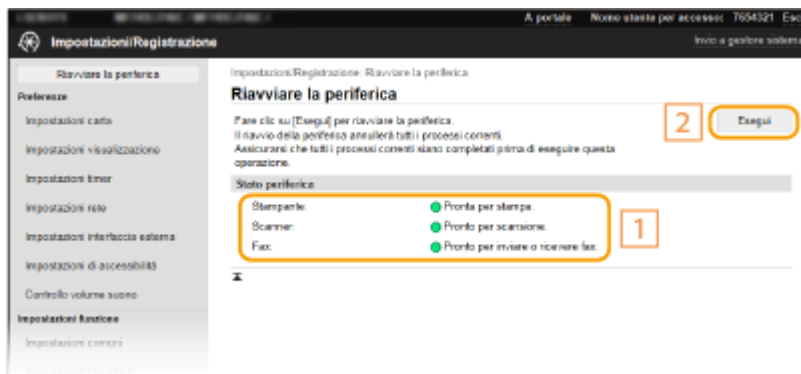 A portale Nome utente per accesso: 7654321 Esc
Impostazioni/Registrazione
Invio a gestore sistema
Riavviare la periferica
Impostazioni/Registrazione: Riavviare la periferica
Preferenze
Riavviare la periferica
Impostazioni carta
Fare clic su [Esegui] per riavviare la periferica.
2
Esegui
Il riavvio della periferica annullerà tutti i processi correnti.
Impostazioni visualizzazione
Assicurarsi che tutti i processi correnti siano completati prima di eseguire questa
operazione.
Impostazioni timer
Stato periferica
Impostazioni rete
Stampante: Pronta per stampa.
Scanner: Pronto per scansione.
1
Impostazioni interfaccia esterna
Fax: Pronto per inviare o ricevere fax.
Impostazioni di accessibilità
Controllo volume suono
Impostazioni funzione
Impostazioni comuni